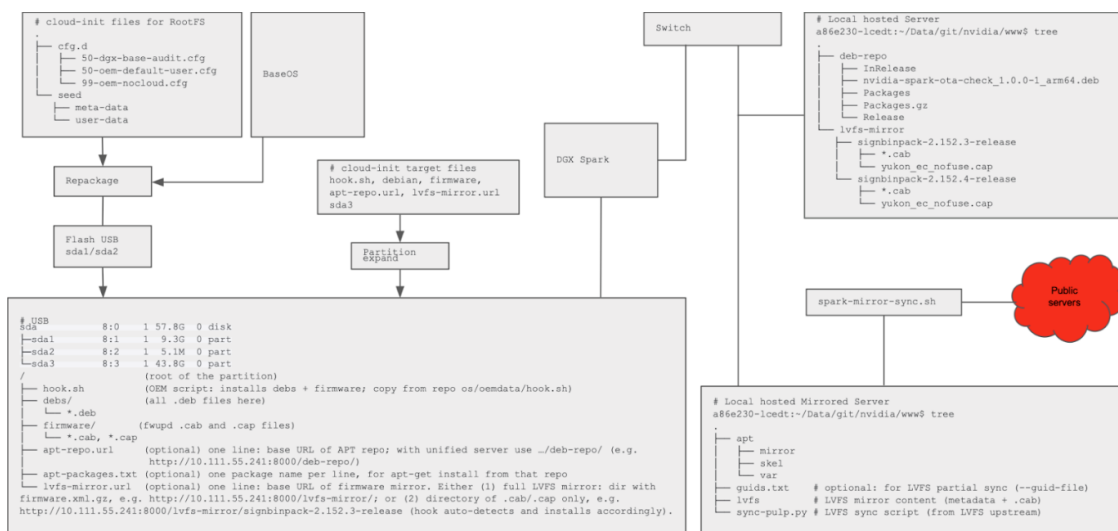 # cloud-init files for RootFS
.
├── cfg.d
│   ├── 50-dgx-base-audit.cfg
│   ├── 50-oem-default-user.cfg
│   └── 99-oem-nocloud.cfg
└── seed
    ├── meta-data
    └── user-data
BaseOS
Repackage
Flash USB
sda1/sda2
# cloud-init target files
hook.sh, debian, firmware,
apt-repo.url, lvfs-mirror.url
sda3
Partition
expand
DGX Spark
Switch
# Local hosted Server
a86e230-lcedt:~/Data/git/nvidia/www$ tree
.
├── deb-repo
│   ├── InRelease
│   ├── nvidia-spark-ota-check_1.0.0-1_arm64.deb
│   ├── Packages
│   ├── Packages.gz
│   └── Release
└── lvfs-mirror
    ├── signbinpack-2.152.3-release
    │   ├── *.cab
    │   └── yukon_ec_nofuse.cap
    └── signbinpack-2.152.4-release
        ├── *.cab
        └── yukon_ec_nofuse.cap
spark-mirror-sync.sh
Public
servers
# USB
sda 8:0 1 57.8G 0 disk
├─sda1 8:1 1 9.3G 0 part
├─sda2 8:2 1 5.1M 0 part
└─sda3 8:3 1 43.8G 0 part
/ (root of the partition)
├── hook.sh (OEM script: installs debs + firmware; copy from repo os/oemdata/hook.sh)
├── debs/ (all .deb files here)
│   └── *.deb
├── firmware/ (fwupd .cab and .cap files)
│   └── *.cab, *.cap
├── apt-repo.url (optional) one line: base URL of APT repo; with unified server use …/deb-repo/ (e.g.
│ http://10.111.55.241:8000/deb-repo/)
├── apt-packages.txt (optional) one package name per line, for apt-get install from that repo
└── lvfs-mirror.url (optional) one line: base URL of firmware mirror. Either (1) full LVFS mirror: dir with
firmware.xml.gz, e.g. http://10.111.55.241:8000/lvfs-mirror/; or (2) directory of .cab/.cap only, e.g.
http://10.111.55.241:8000/lvfs-mirror/signbinpack-2.152.3-release (hook auto-detects and installs accordingly).
# Local hosted Mirrored Server
a86e230-lcedt:~/Data/git/nvidia/www$ tree
.
├── apt
│   ├── mirror
│   ├── skel
│   └── var
├── guids.txt # optional: for LVFS partial sync (--guid-file)
├── lvfs # LVFS mirror content (metadata + .cab)
└── sync-pulp.py # LVFS sync script (from LVFS upstream)